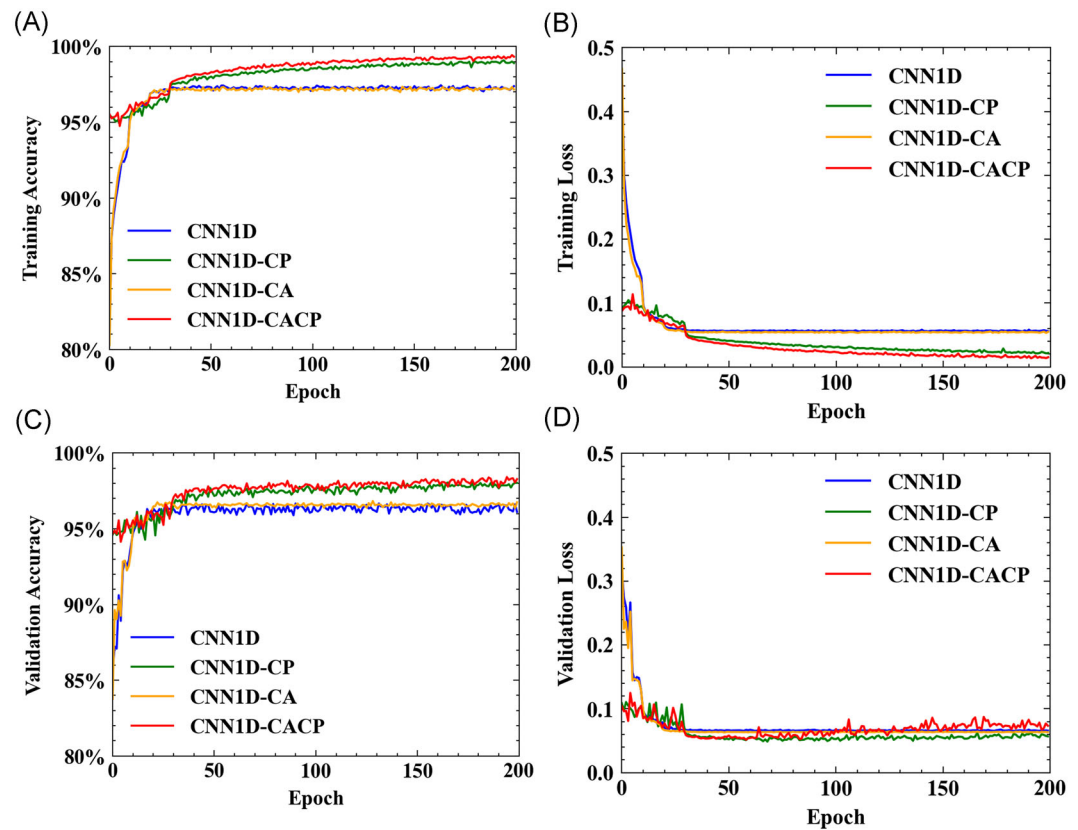 (A)
100%
95%
90%
85%
80%
Training Accuracy
CNN1D
CNN1D-CP
CNN1D-CA
CNN1D-CACP
0 50 100 150 200
Epoch
(B)
0.5
0.4
0.3
0.2
0.1
0.0
Training Loss
CNN1D
CNN1D-CP
CNN1D-CA
CNN1D-CACP
0 50 100 150 200
Epoch
(C)
100%
95%
90%
85%
80%
Validation Accuracy
CNN1D
CNN1D-CP
CNN1D-CA
CNN1D-CACP
0 50 100 150 200
Epoch
(D)
0.5
0.4
0.3
0.2
0.1
0.0
Validation Loss
CNN1D
CNN1D-CP
CNN1D-CA
CNN1D-CACP
0 50 100 150 200
Epoch